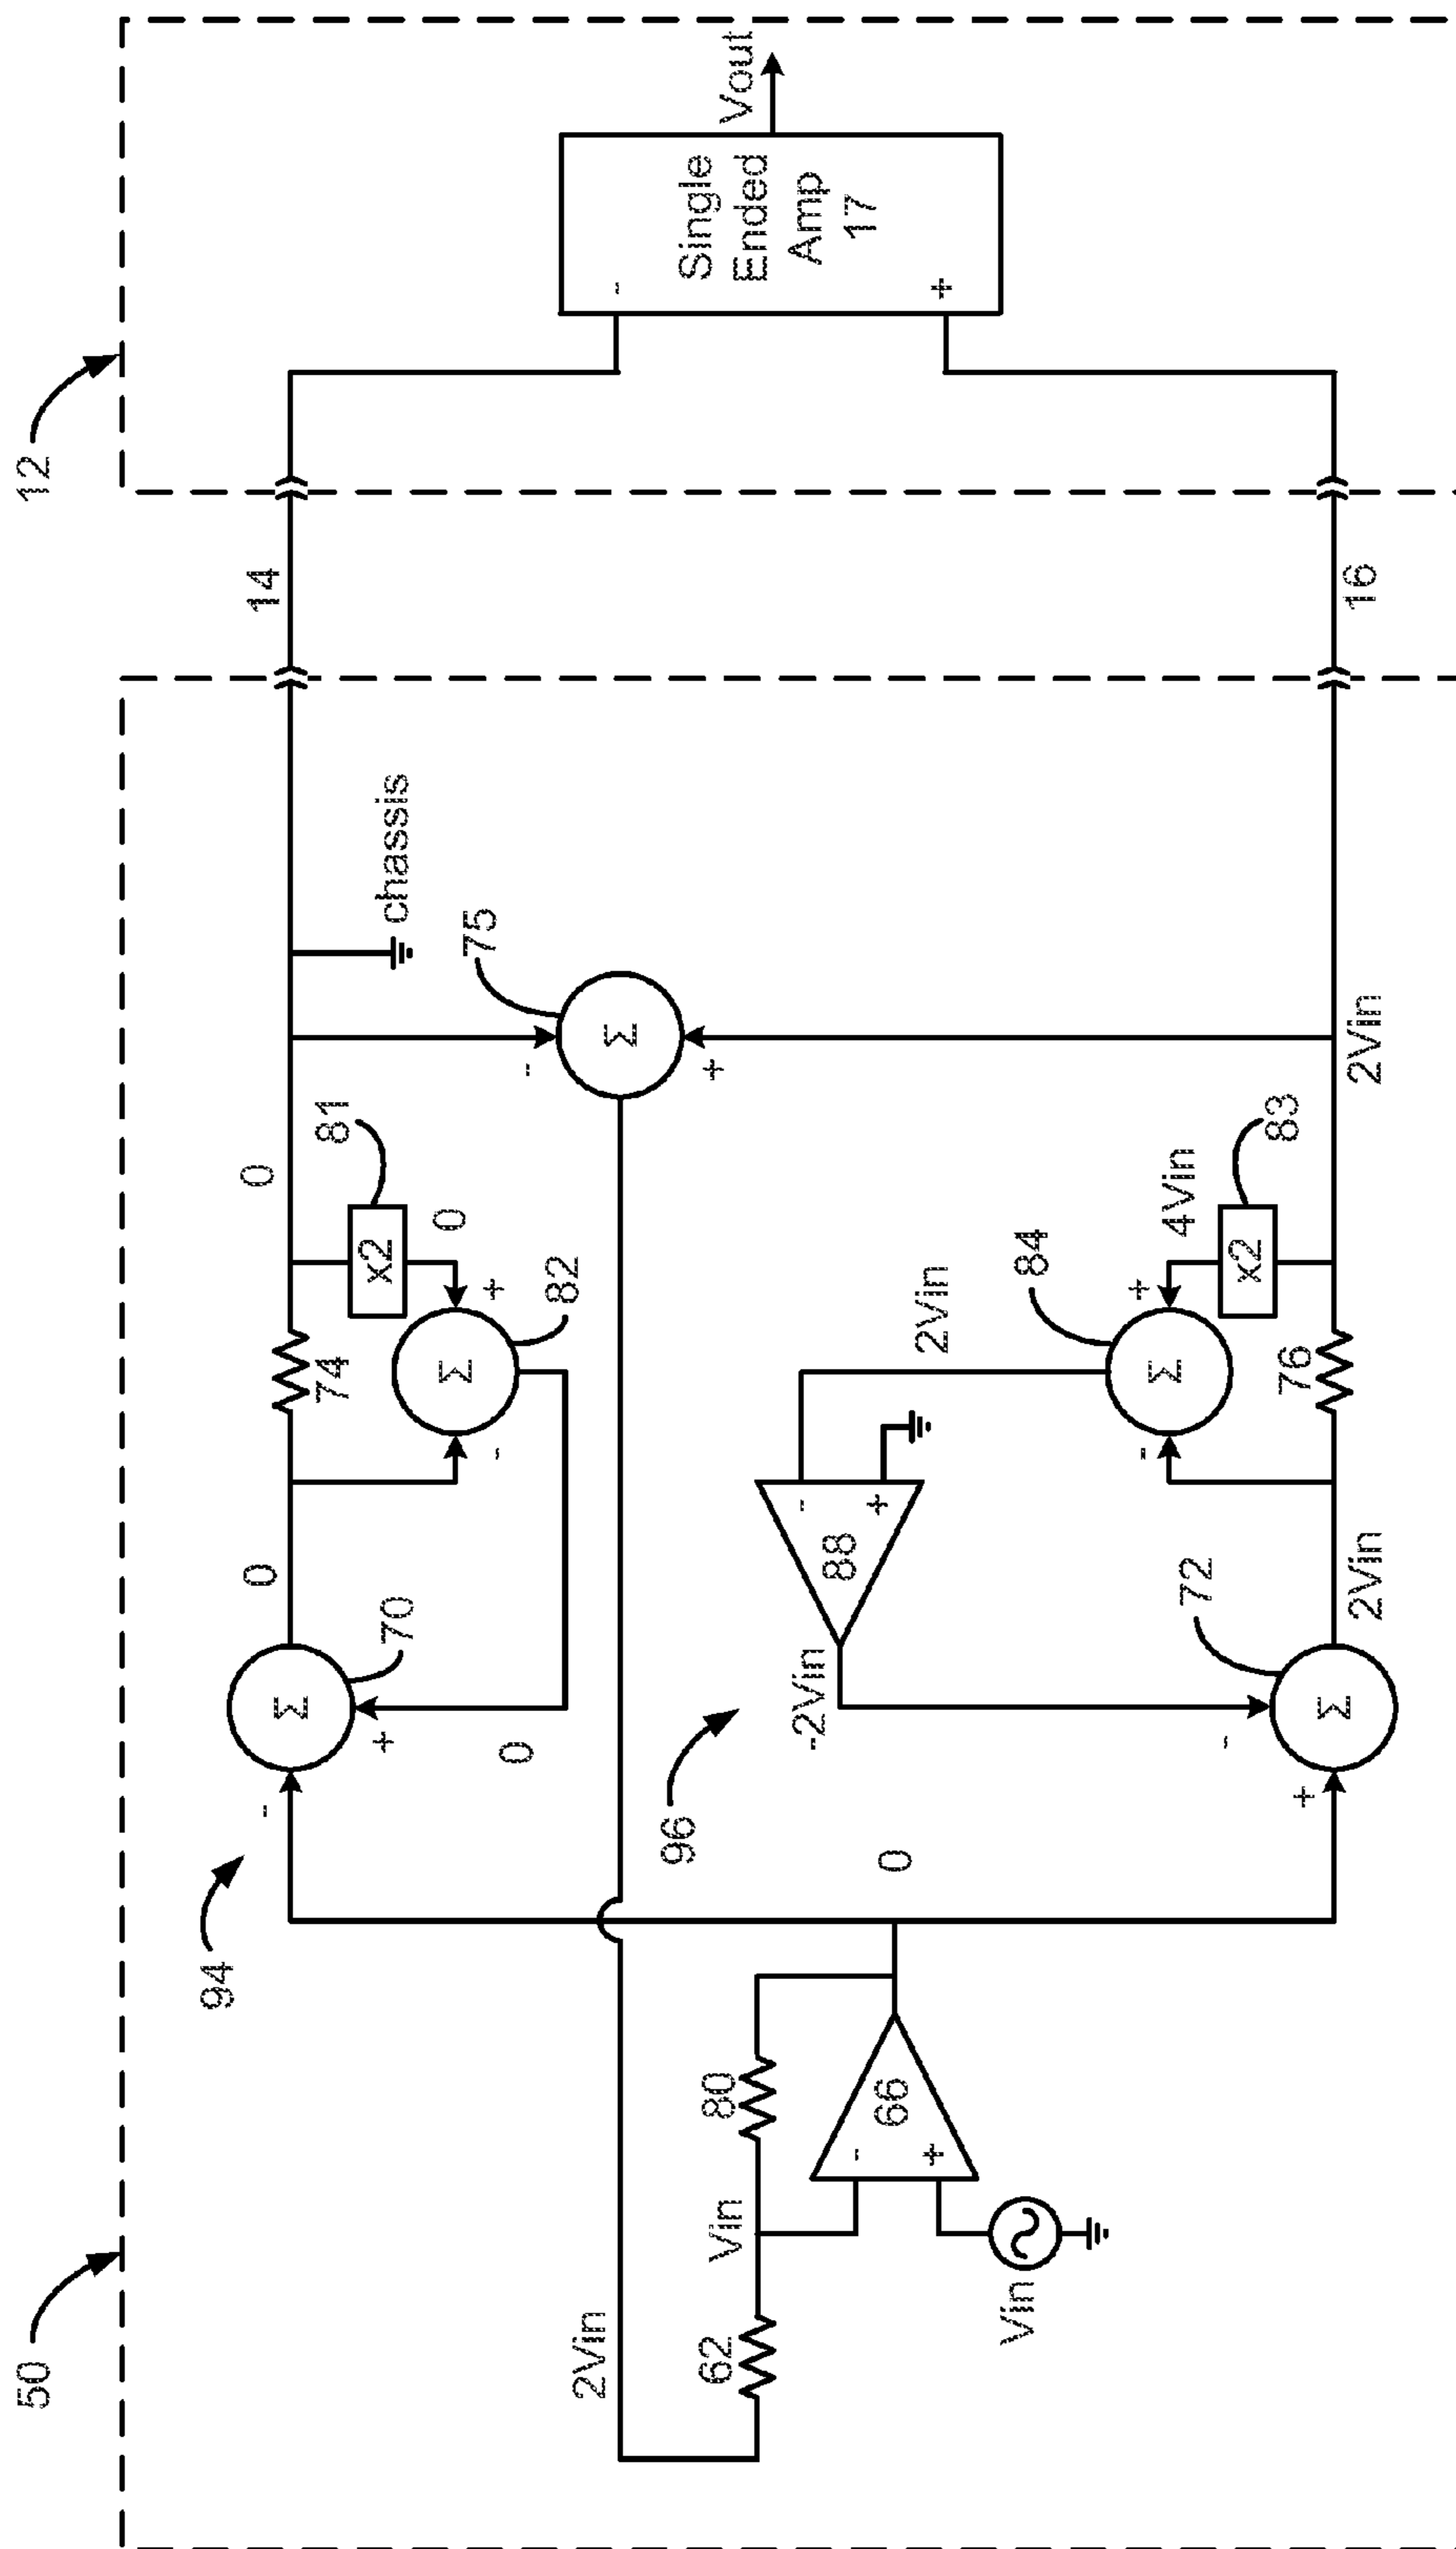 50
12
94
-
+
70
Σ
0
0
74
-
+
82
Σ
x2
81
0
0
chassis
14
75
Σ
-
+
2Vin
62
Vin
80
-
+
66
Vin
0
96
-2Vin
88
-
+
2Vin
84
Σ
-
+
4Vin
x2
83
+
-
72
Σ
2Vin
76
2Vin
16
-
+
Single
Ended
Amp
17
Vout